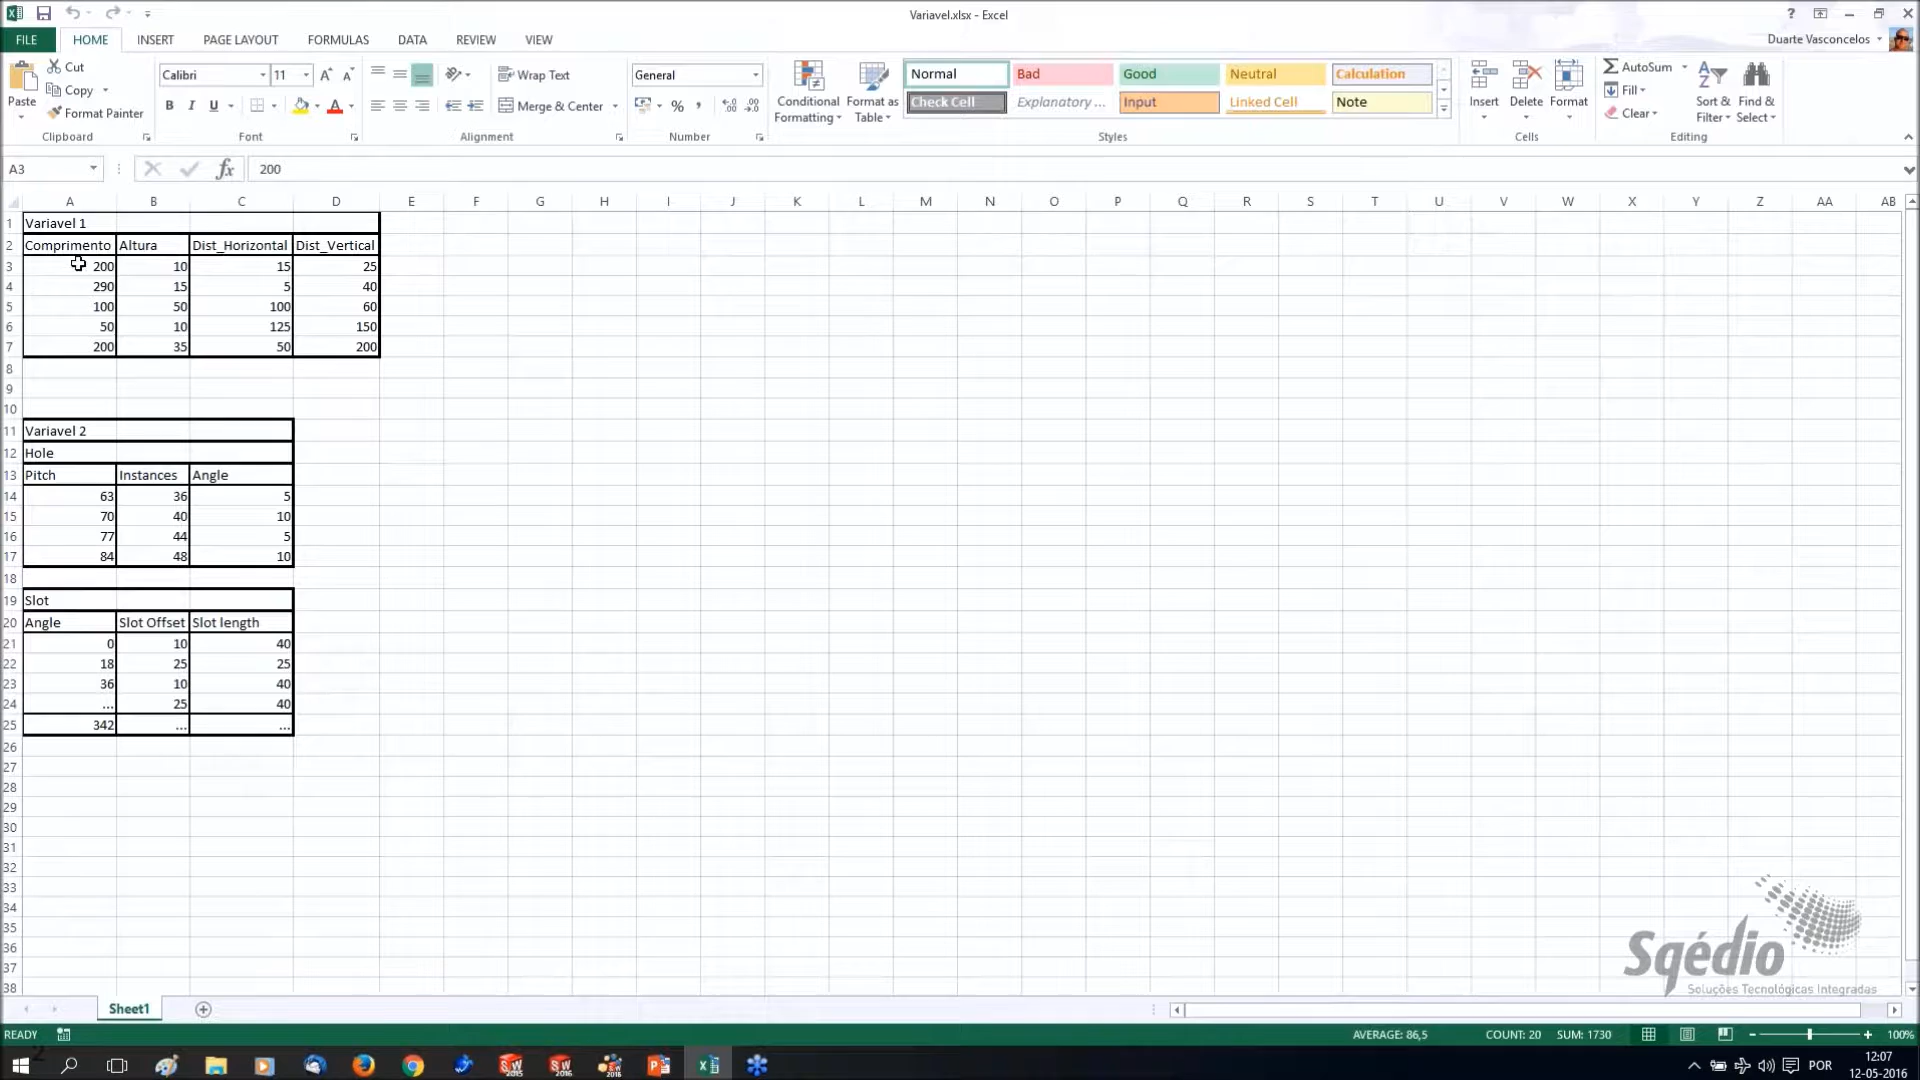 Variavel.xlsx - Excel
FILE HOME INSERT PAGE LAYOUT FORMULAS DATA REVIEW VIEW
Duarte Vasconcelos
Paste
Cut
Copy
Format Painter
Clipboard
Calibri 11
B I U
Font
Wrap Text
Merge & Center
Alignment
General
Number
Conditional Formatting
Format as Table
Normal Bad Good Neutral Calculation
Check Cell Explanatory ... Input Linked Cell Note
Styles
Insert Delete Format
Cells
AutoSum
Fill
Clear
Sort & Filter
Find & Select
Editing
A3 fx 200
A B C D E F G H I J K L M N O P Q R S T U V W X Y Z AA AB
1 Variavel 1
2 Comprimento Altura Dist_Horizontal Dist_Vertical
3 200 10 15 25
4 290 15 5 40
5 100 50 100 60
6 50 10 125 150
7 200 35 50 200
8
9
10
11 Variavel 2
12 Hole
13 Pitch Instances Angle
14 63 36 5
15 70 40 10
16 77 44 5
17 84 48 10
18
19 Slot
20 Angle Slot Offset Slot length
21 0 10 40
22 18 25 25
23 36 10 40
24 ... 25 40
25 342 ... ...
26
27
28
29
30
31
32
33
34
35
36
37
38
Sqédio
Soluções Tecnológicas Integradas
Sheet1
READY AVERAGE: 86,5 COUNT: 20 SUM: 1730 100%
2
POR
12:07
12-05-2016